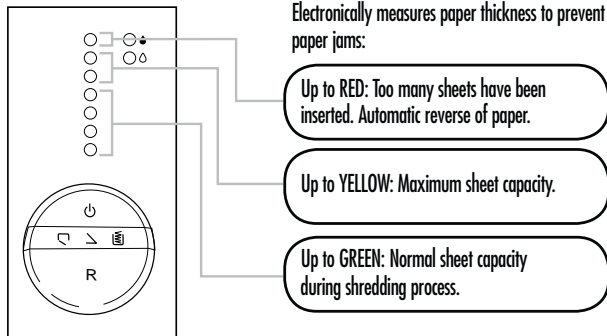 Electronically measures paper thickness to prevent
paper jams:
Up to RED: Too many sheets have been
inserted. Automatic reverse of paper.
Up to YELLOW: Maximum sheet capacity.
Up to GREEN: Normal sheet capacity
during shredding process.
R